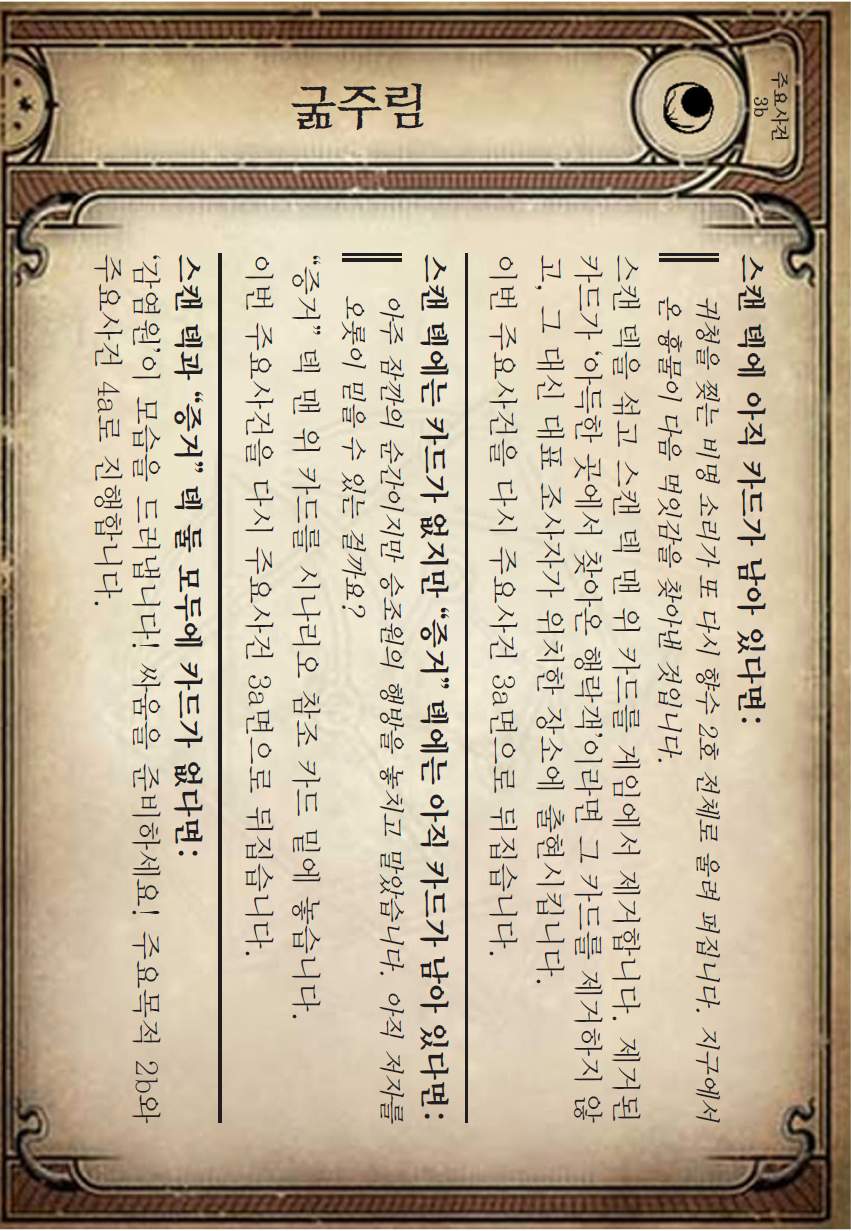 주요사건
3b
굶주림
스캔 덱에 아직 카드가 남아 있다면:
귀청을 찢는 비명 소리가 또 다시 향수 2호 전체로 울려 퍼집니다. 지구에서
온 흉물이 다음 먹잇감을 찾아낸 것입니다.
스캔 덱을 섞고 스캔 덱 맨 위 카드를 게임에서 제거합니다. 제거된
카드가 ‘아득한 곳에서 찾아온 행락객’이라면 그 카드를 제거하지 않
고, 그 대신 대표 조사자가 위치한 장소에 출현시킵니다.
이번 주요사건을 다시 주요사건 3a면으로 뒤집습니다.
스캔 덱에는 카드가 없지만 “증거” 덱에는 아직 카드가 남아 있다면:
아주 잠깐의 순간이지만 승조원의 행방을 놓치고 말았습니다. 아직 저자를
오롯이 믿을 수 있는 걸까요?
“증거” 덱 맨 위 카드를 시나리오 참조 카드 밑에 놓습니다.
이번 주요사건을 다시 주요사건 3a면으로 뒤집습니다.
스캔 덱과 “증거” 덱 둘 모두에 카드가 없다면:
‘감염원’이 모습을 드러냅니다! 싸움을 준비하세요! 주요목적 2b와
주요사건 4a로 진행합니다.